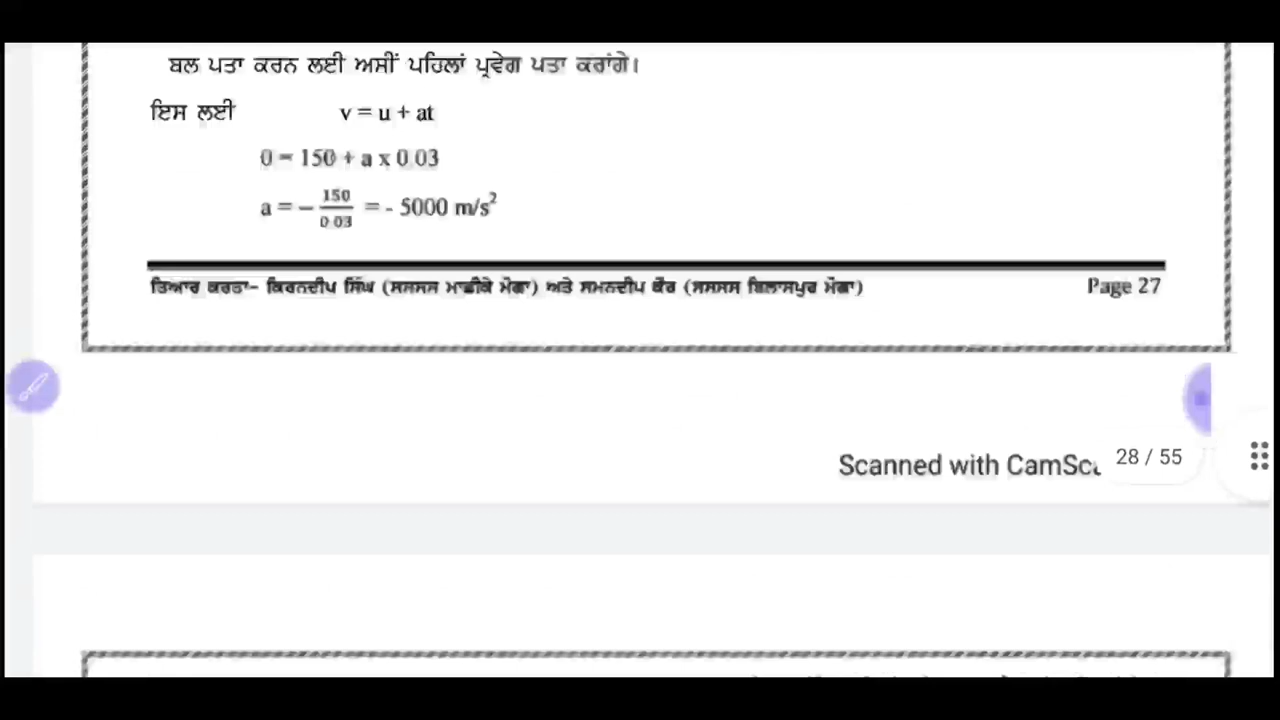 ਬਲ ਪਤਾ ਕਰਨ ਲਈ ਅਸੀਂ ਪਹਿਲਾਂ ਪ੍ਰਵੇਗ ਪਤਾ ਕਰਾਂਗੇ।
ਇਸ ਲਈ v = u + at
0 = 150 + a x 0.03
a = − 150/0.03 = - 5000 m/s²
ਤਿਆਰ ਕਰਤਾ- ਕਿਰਨਦੀਪ ਸਿੰਘ (ਸਸਸਸ ਮਾਛੀਕੇ ਮੋਗਾ) ਅਤੇ ਸਮਨਦੀਪ ਕੌਰ (ਸਸਸਸ ਬਿਲਾਸਪੁਰ ਮੋਗਾ) Page 27
Scanned with CamSca
28 / 55